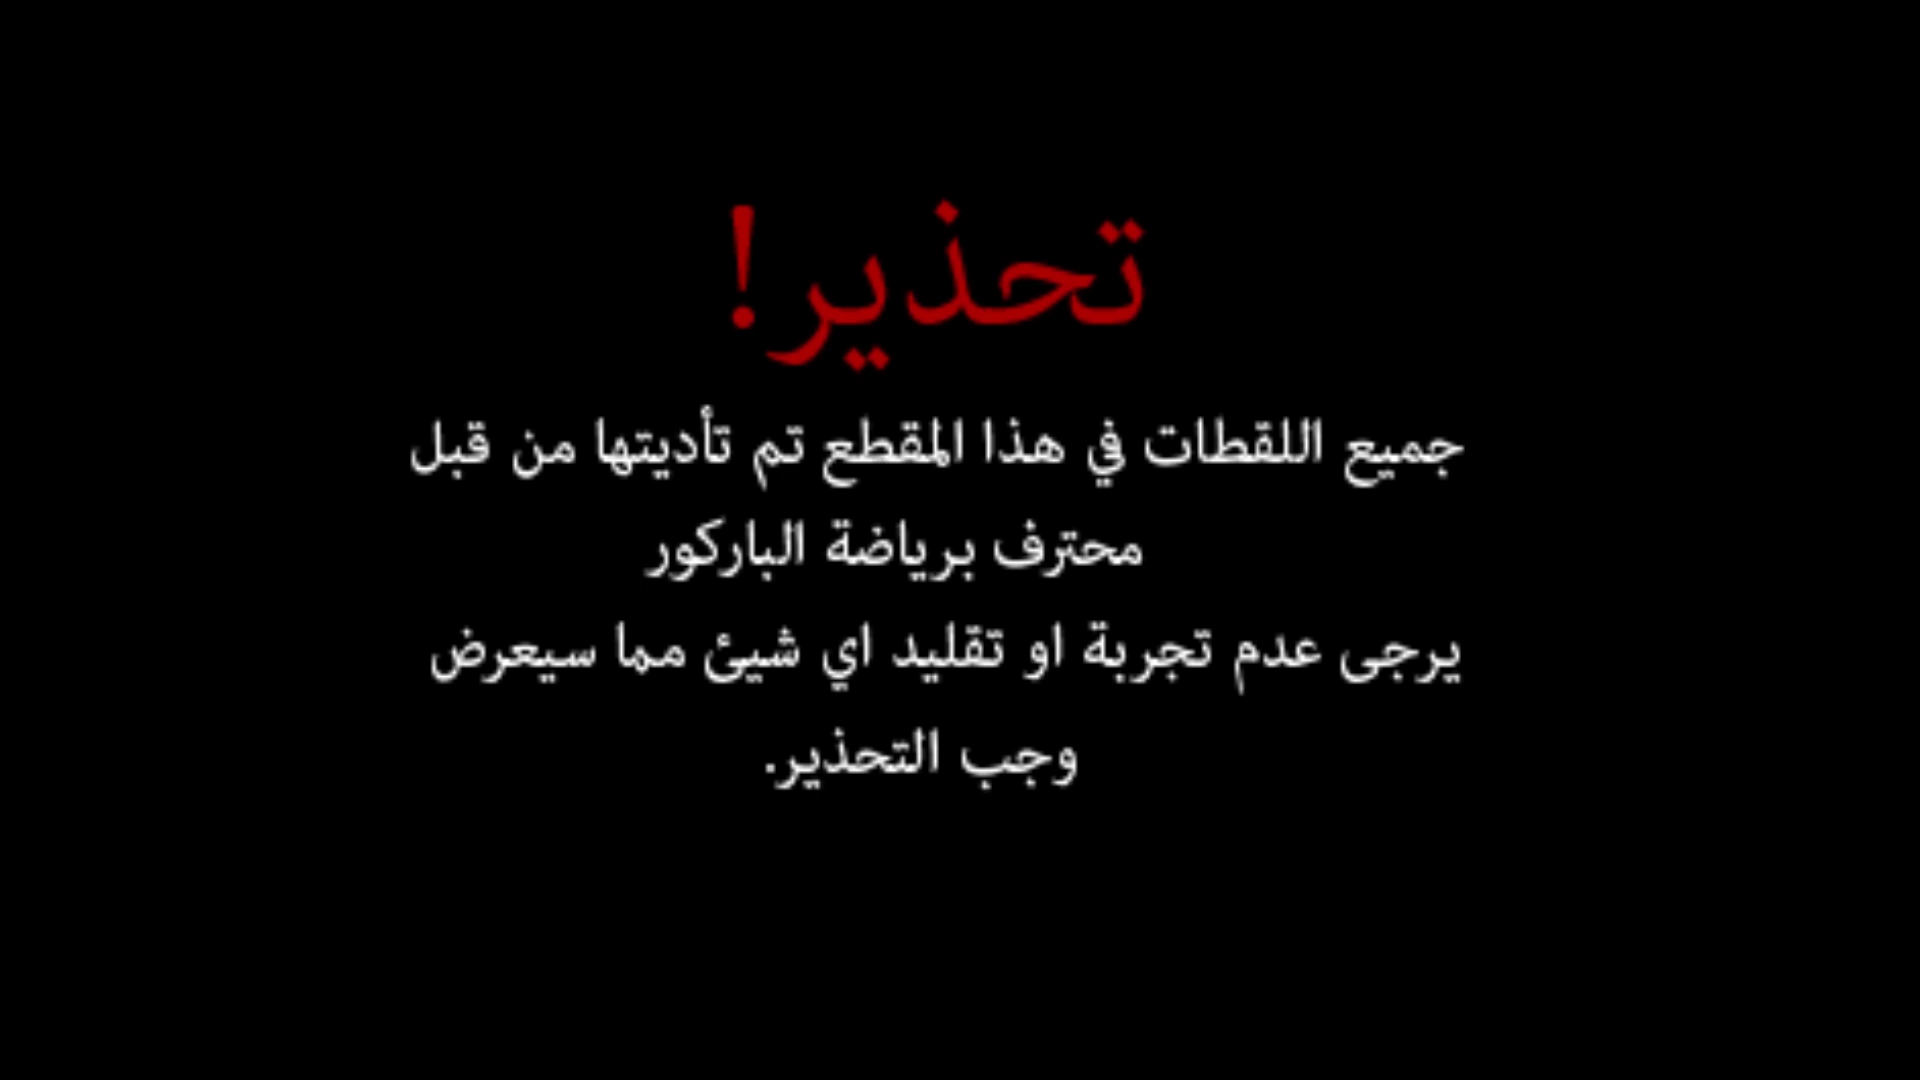 تحذير!
جميع اللقطات في هذا المقطع تم تأديتها من قبل
محترف برياضة الباركور
يرجى عدم تجربة او تقليد اي شيئ مما سيعرض
وجب التحذير.